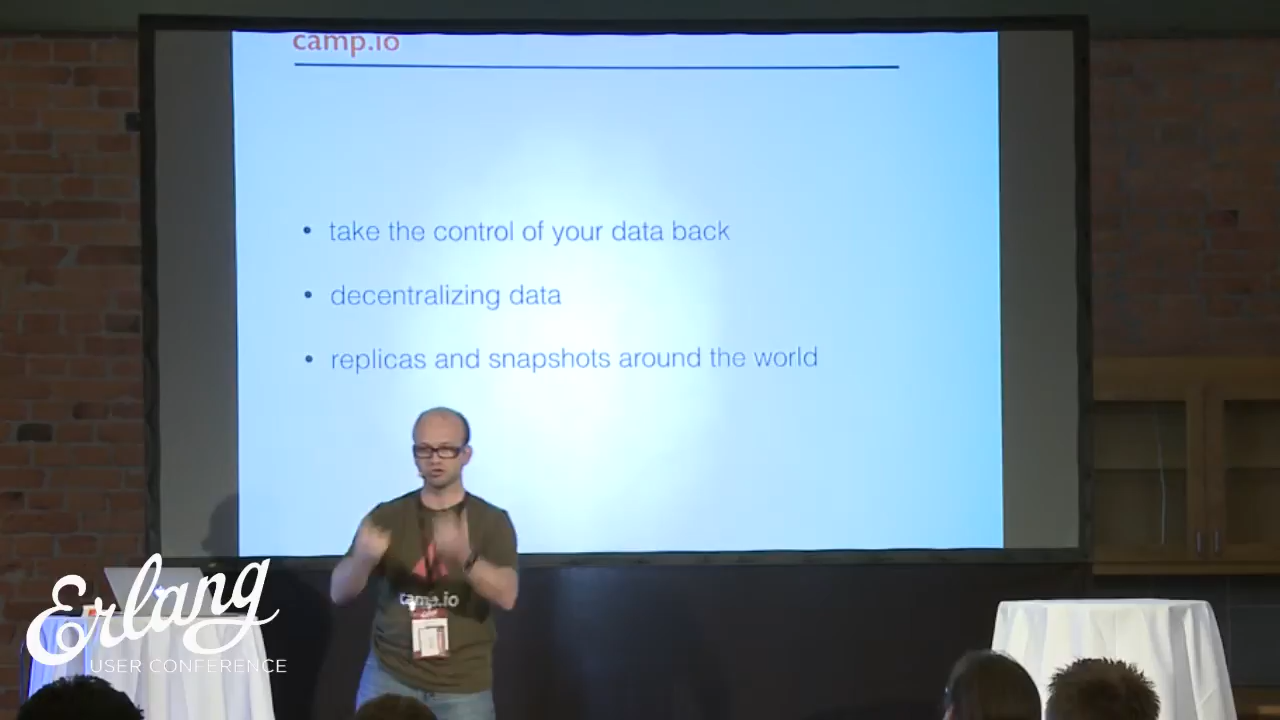 camp.io
• take the control of your data back
• decentralizing data
• replicas and snapshots around the world
camp.io
Erlang
USER CONFERENCE